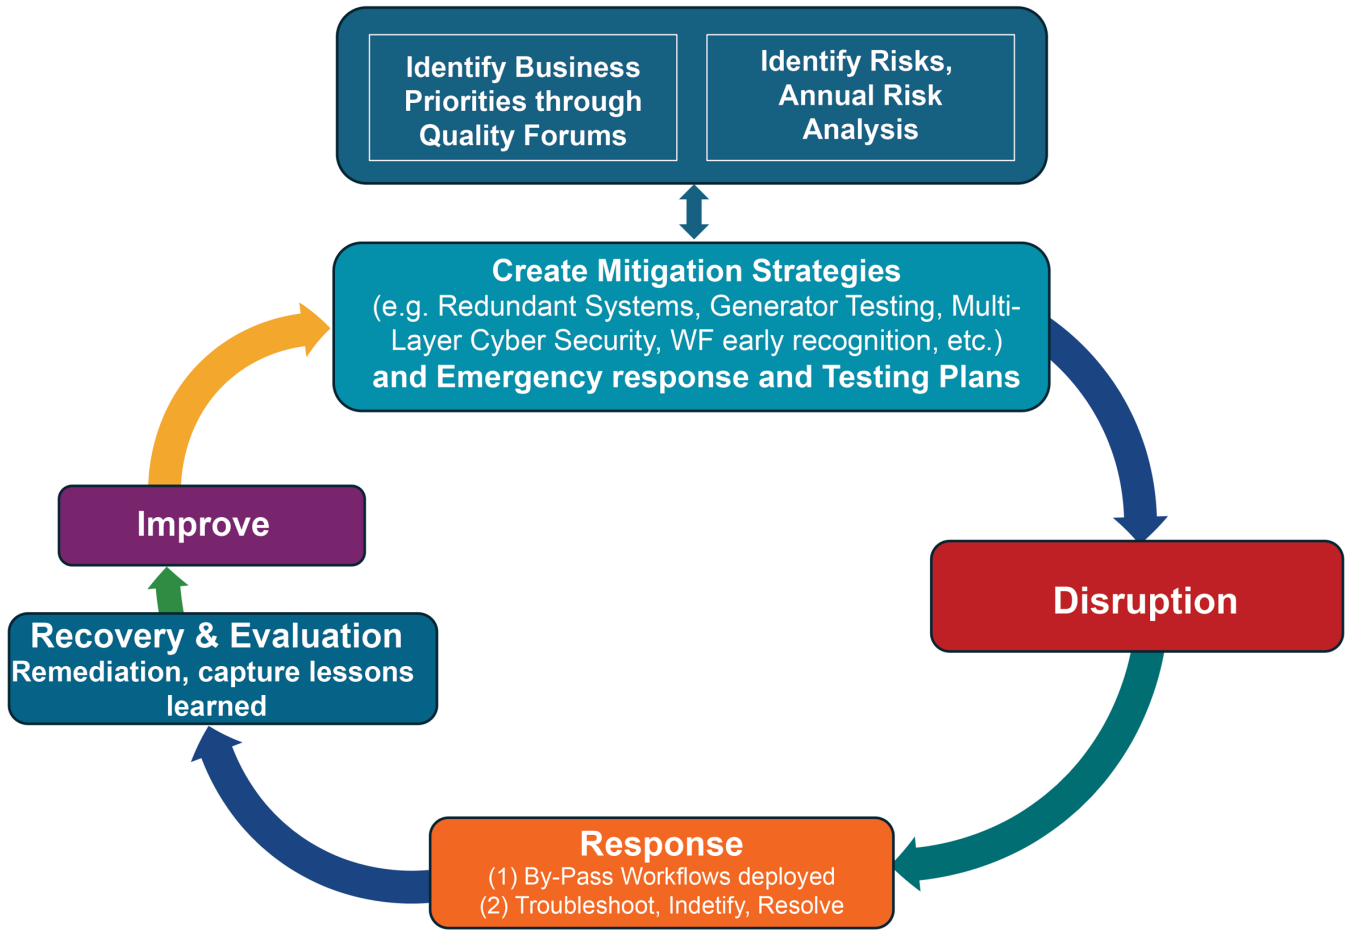 Identify Business
Priorities through
Quality Forums
Identify Risks,
Annual Risk
Analysis
Create Mitigation Strategies
(e.g. Redundant Systems, Generator Testing, Multi-
Layer Cyber Security, WF early recognition, etc.)
and Emergency response and Testing Plans
Disruption
Response
(1) By-Pass Workflows deployed
(2) Troubleshoot, Indetify, Resolve
Recovery & Evaluation
Remediation, capture lessons
learned
Improve